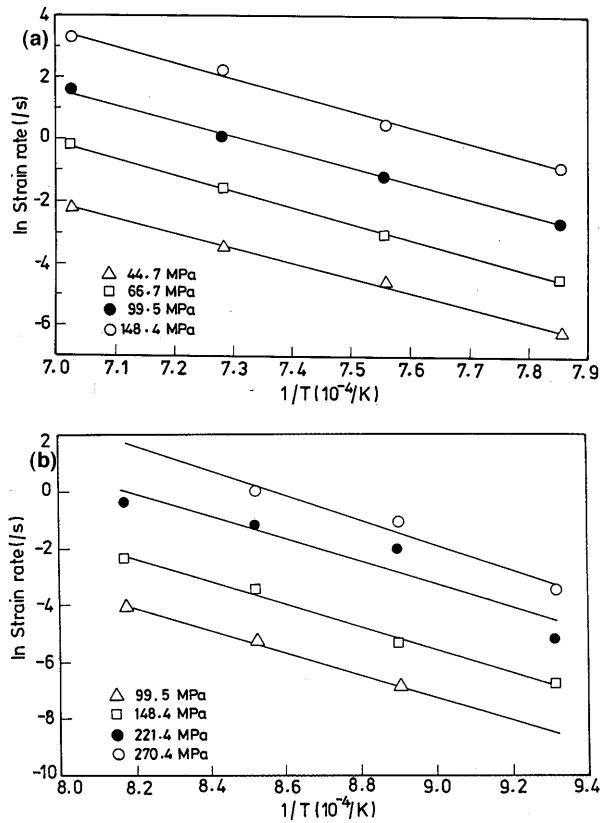 (a)
4
2
0
-2
-4
-6
ln Strain rate(/s)
△ 44.7 MPa
□ 66.7 MPa
● 99.5 MPa
○ 148.4 MPa
7.0 7.1 7.2 7.3 7.4 7.5 7.6 7.7 7.8 7.9
1/T(10⁻⁴/K)
(b)
2
0
-2
-4
-6
-8
-10
ln Strain rate(/s)
△ 99.5 MPa
□ 148.4 MPa
● 221.4 MPa
○ 270.4 MPa
8.0 8.2 8.4 8.6 8.8 9.0 9.2 9.4
1/T(10⁻⁴/K)